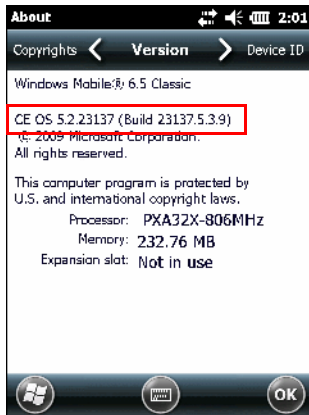 About 2:01
Copyrights Version Device ID
Windows Mobile® 6.5 Classic
CE OS 5.2.23137 (Build 23137.5.3.9)
© 2009 Microsoft Corporation.
All rights reserved.
This computer program is protected by
U.S. and international copyright laws.
Processor: PXA32X-806MHz
Memory: 232.76 MB
Expansion slot: Not in use
OK